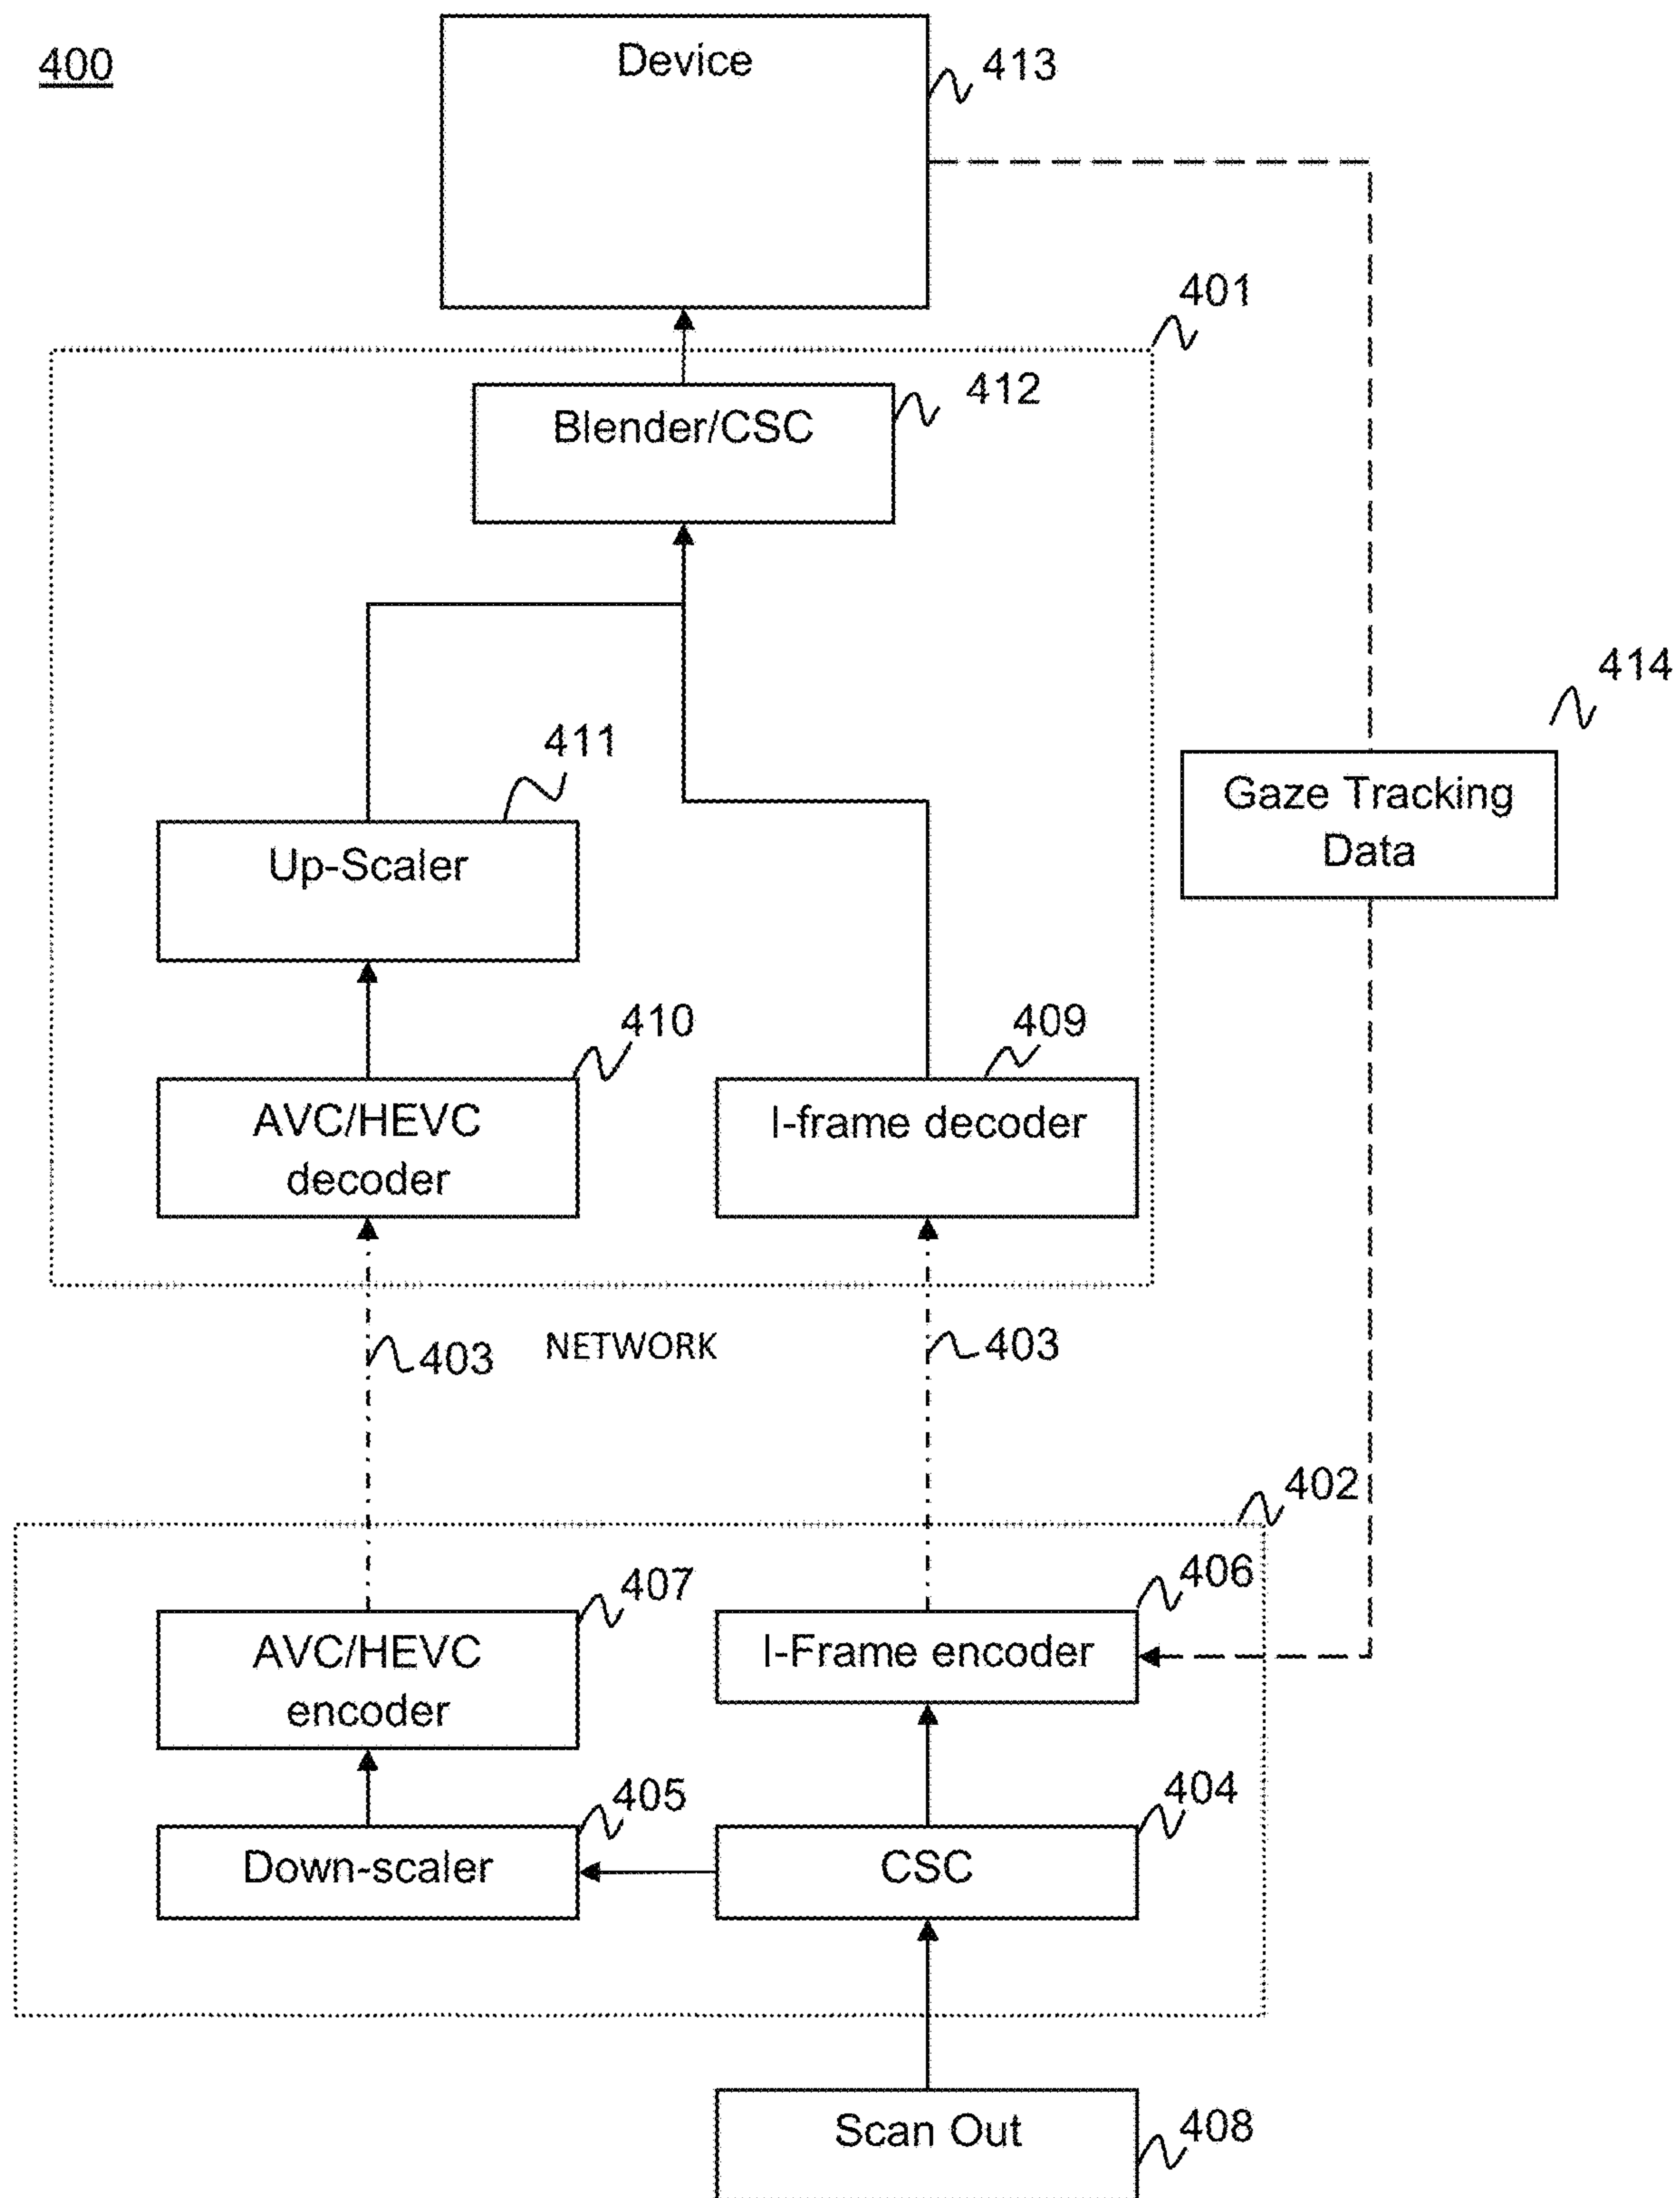 400
Device
413
401
412
Blender/CSC
414
411
Gaze Tracking
Data
Up-Scaler
410
409
AVC/HEVC
decoder
I-frame decoder
403
NETWORK
403
402
407
406
AVC/HEVC
encoder
I-Frame encoder
405
404
Down-scaler
CSC
Scan Out
408